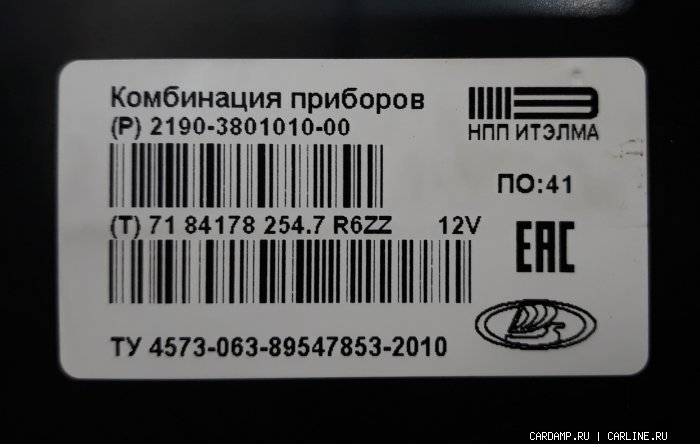 Комбинация приборов
(P) 2190-3801010-00
НПП ИТЭЛМА
ПО:41
(T) 71 84178 254.7 R6ZZ 12V
EAC
ТУ 4573-063-89547853-2010
CARDAMP.RU | CARLINE.RU